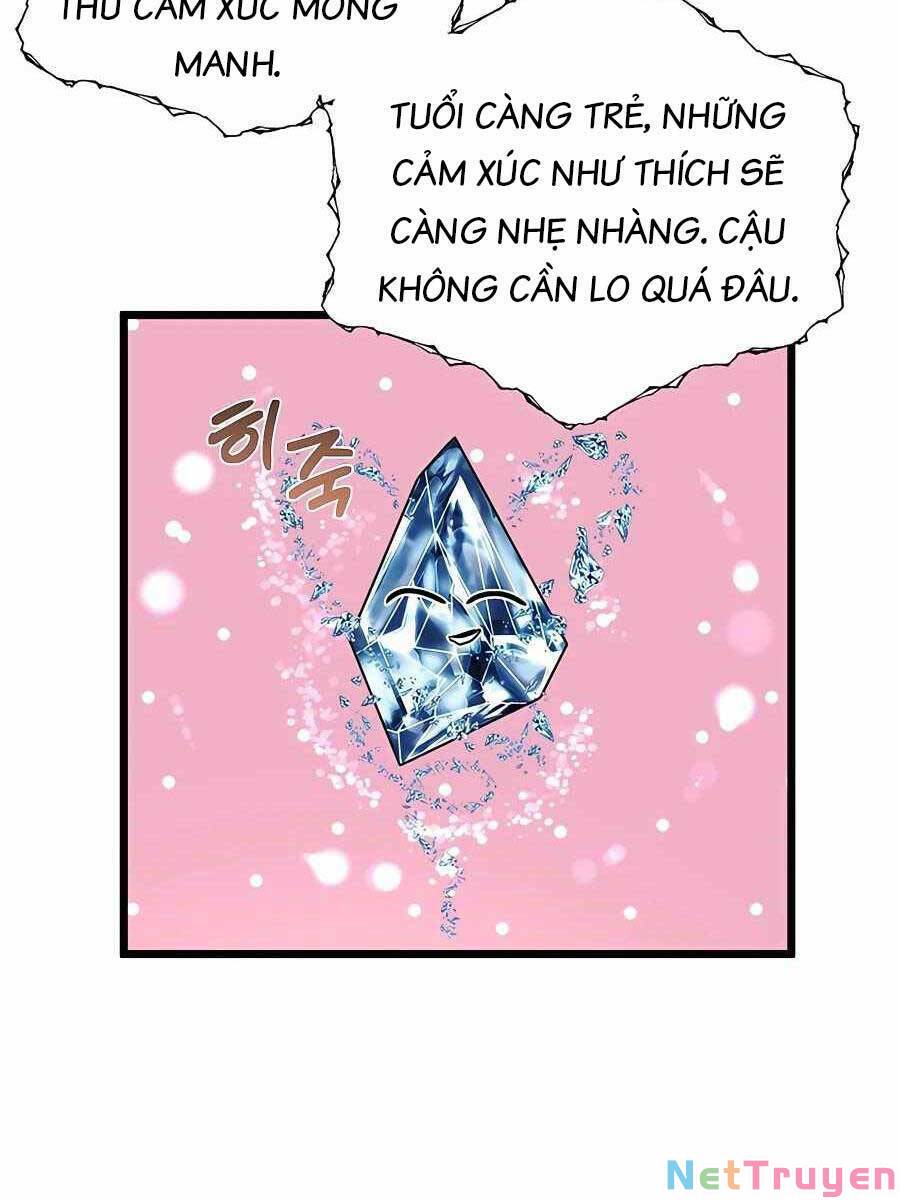 THỨ CẢM XÚC MỎNG
MANH.
TUỔI CÀNG TRẺ, NHỮNG
CẢM XÚC NHƯ THÍCH SẼ
CÀNG NHẸ NHÀNG. CẬU
KHÔNG CẦN LO QUÁ ĐÂU.
히죽
NetTruyen